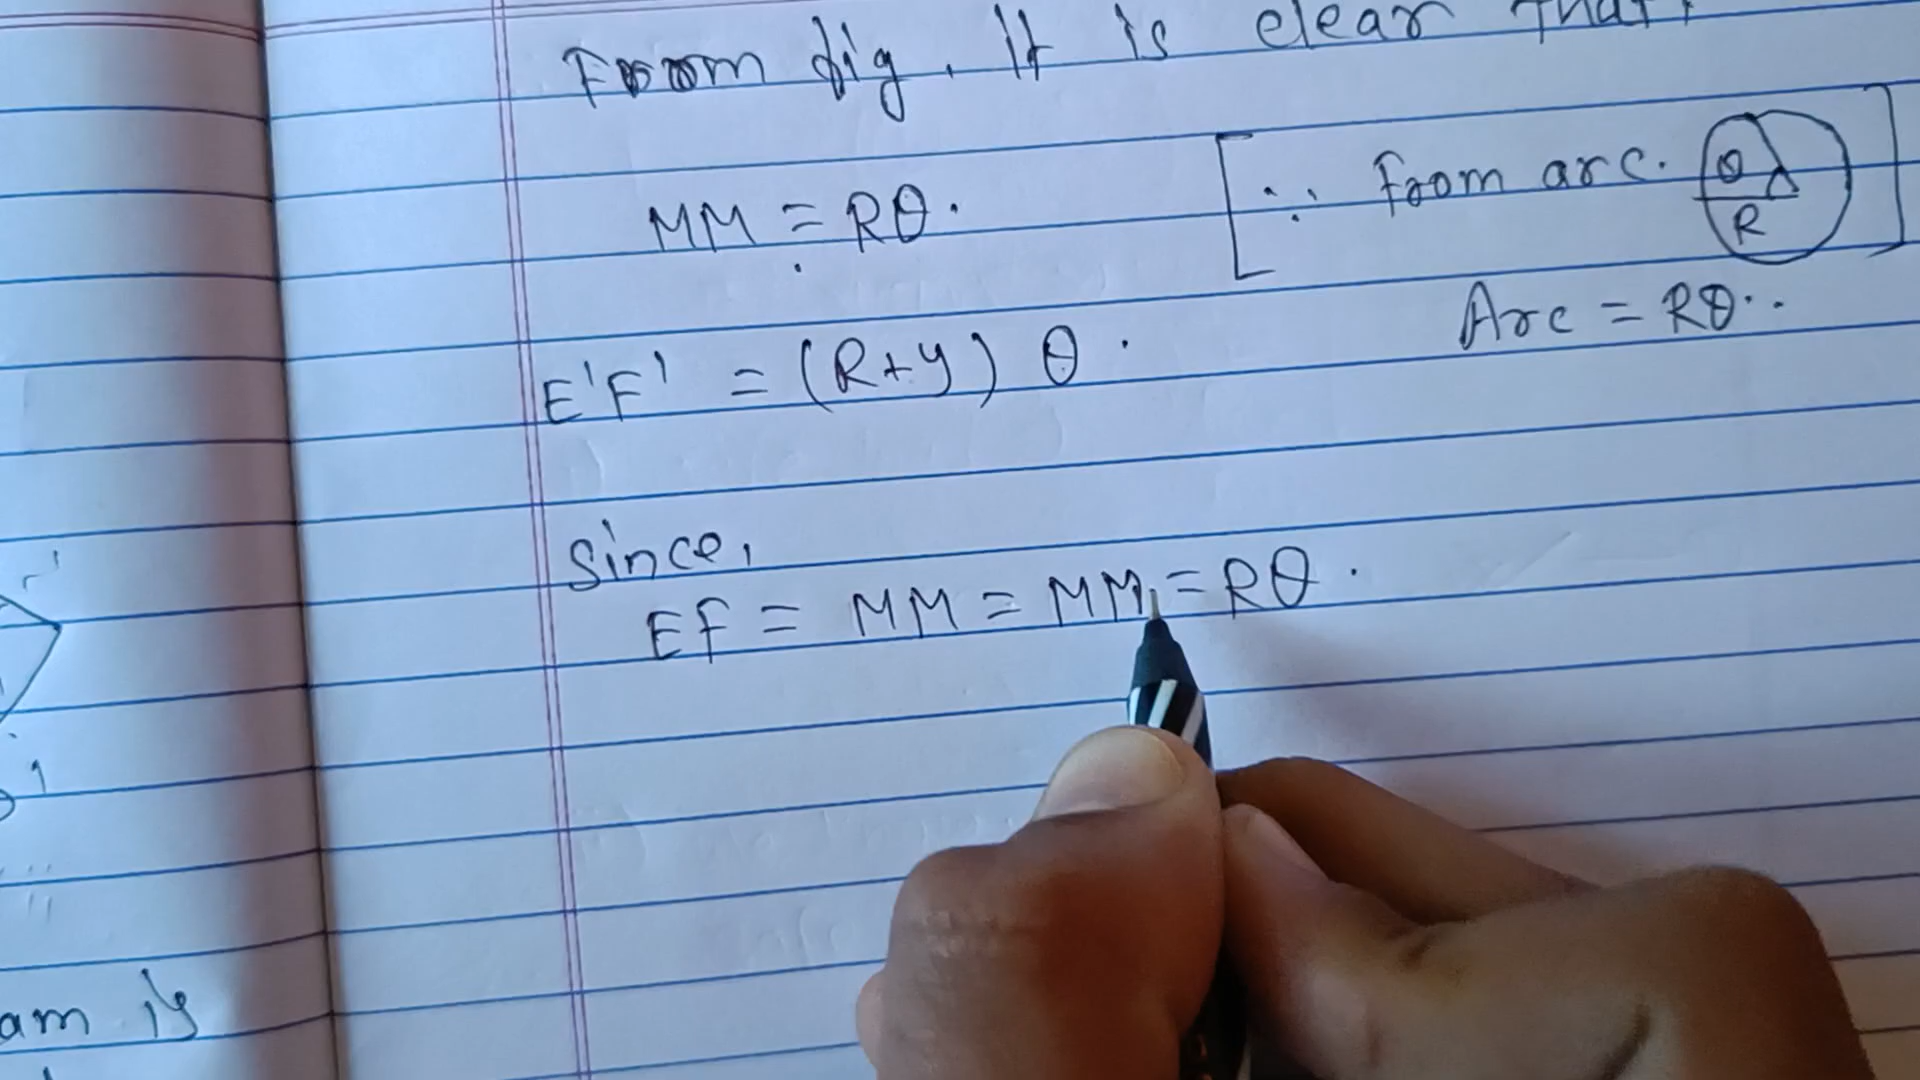 From fig. It is clear that,
MM = Rθ.
[∵ From arc. θ R]
Arc = Rθ..
E'F' = (R+y) θ.
Since,
EF = MM = MM = Rθ.
r'
1
am is